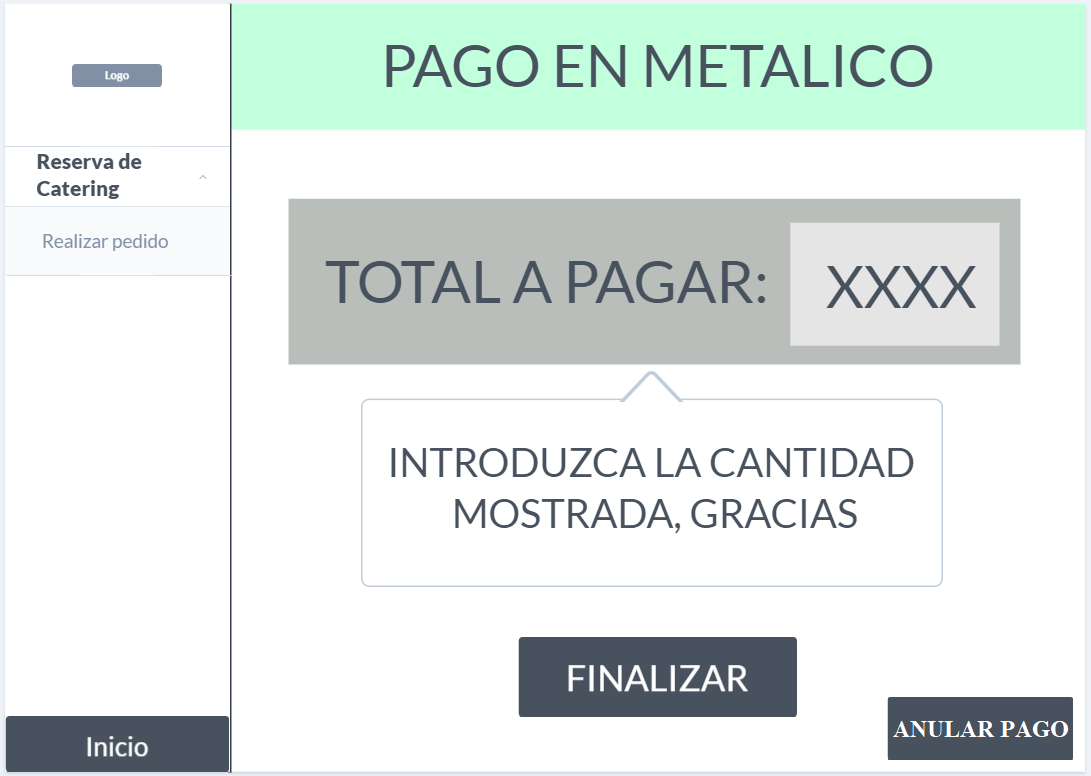 Logo
Reserva de
Catering
Realizar pedido
Inicio
PAGO EN METALICO
TOTAL A PAGAR:
XXXX
INTRODUZCA LA CANTIDAD
MOSTRADA, GRACIAS
FINALIZAR
ANULAR PAGO